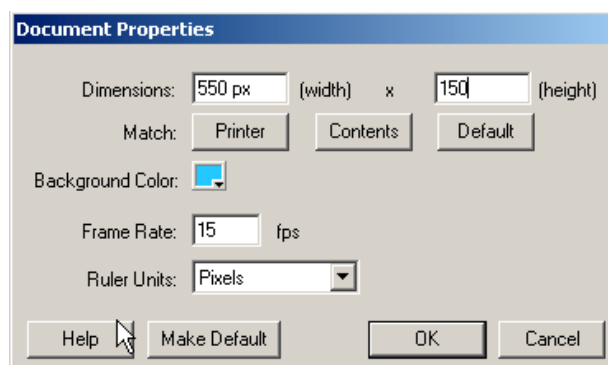 Document Properties
Dimensions: 550 px (width) x 150 (height)
Match: Printer Contents Default
Background Color:
Frame Rate: 15 fps
Ruler Units: Pixels
Help Make Default OK Cancel